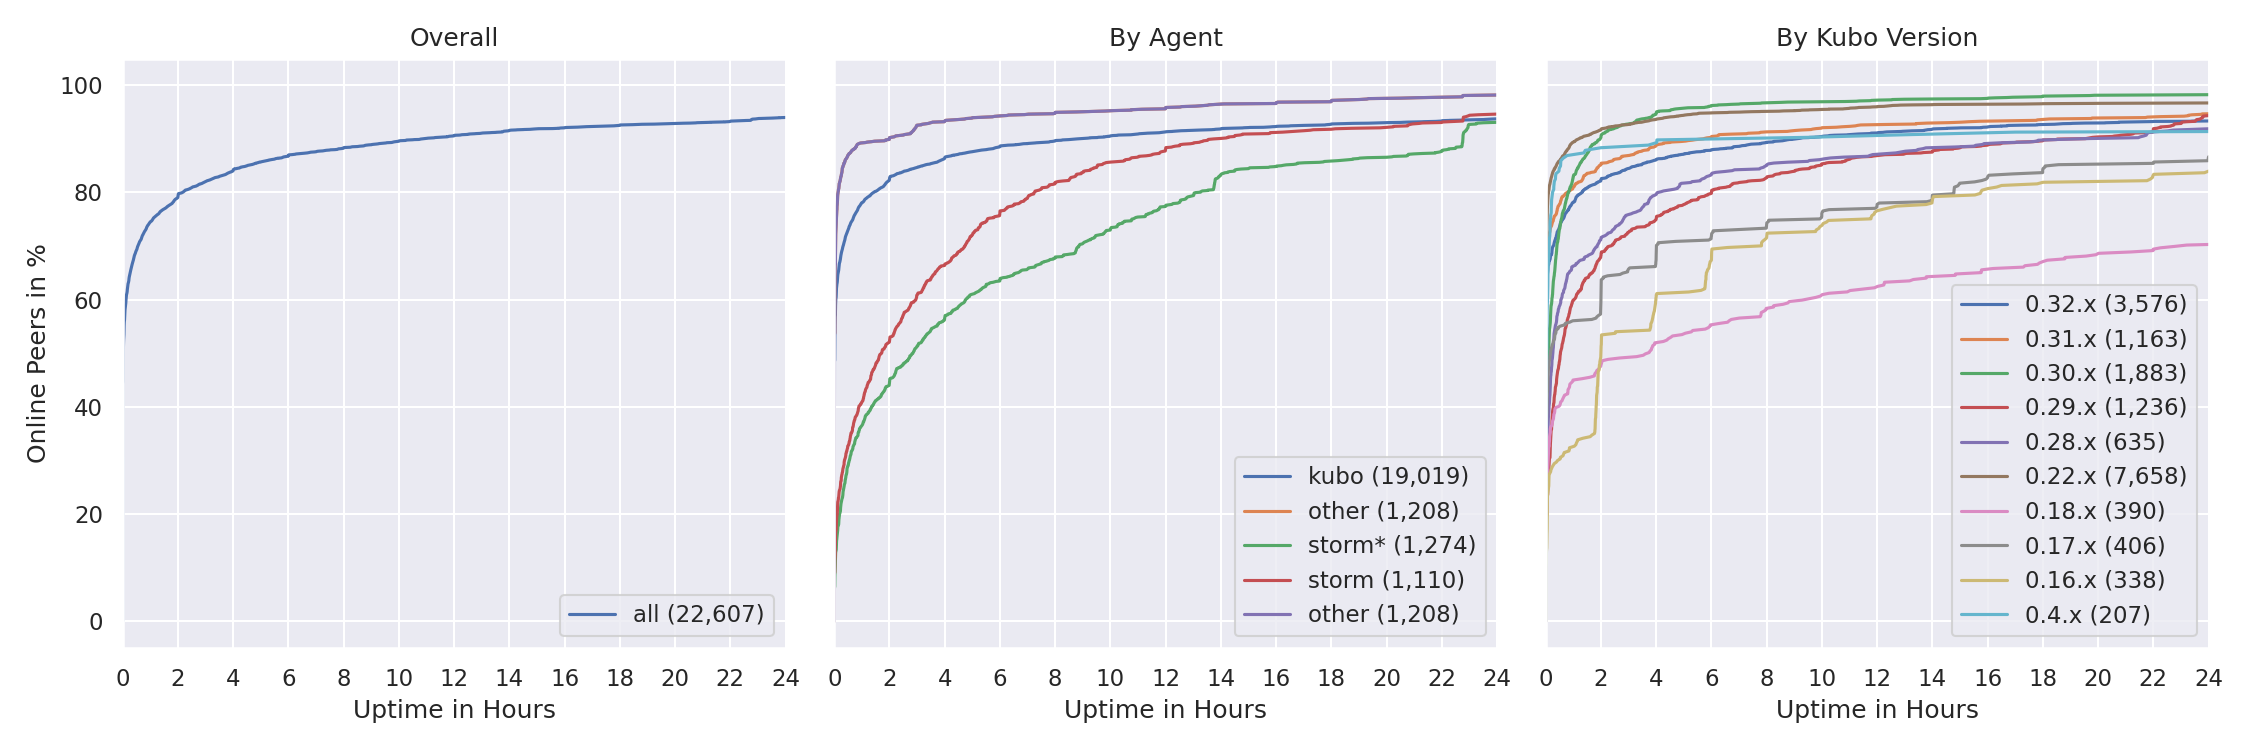 Overall
100
80
60
40
20
0
Online Peers in %
all (22,607)
0 2 4 6 8 10 12 14 16 18 20 22 24
Uptime in Hours
By Agent
kubo (19,019)
other (1,208)
storm* (1,274)
storm (1,110)
other (1,208)
0 2 4 6 8 10 12 14 16 18 20 22 24
Uptime in Hours
By Kubo Version
0.32.x (3,576)
0.31.x (1,163)
0.30.x (1,883)
0.29.x (1,236)
0.28.x (635)
0.22.x (7,658)
0.18.x (390)
0.17.x (406)
0.16.x (338)
0.4.x (207)
0 2 4 6 8 10 12 14 16 18 20 22 24
Uptime in Hours